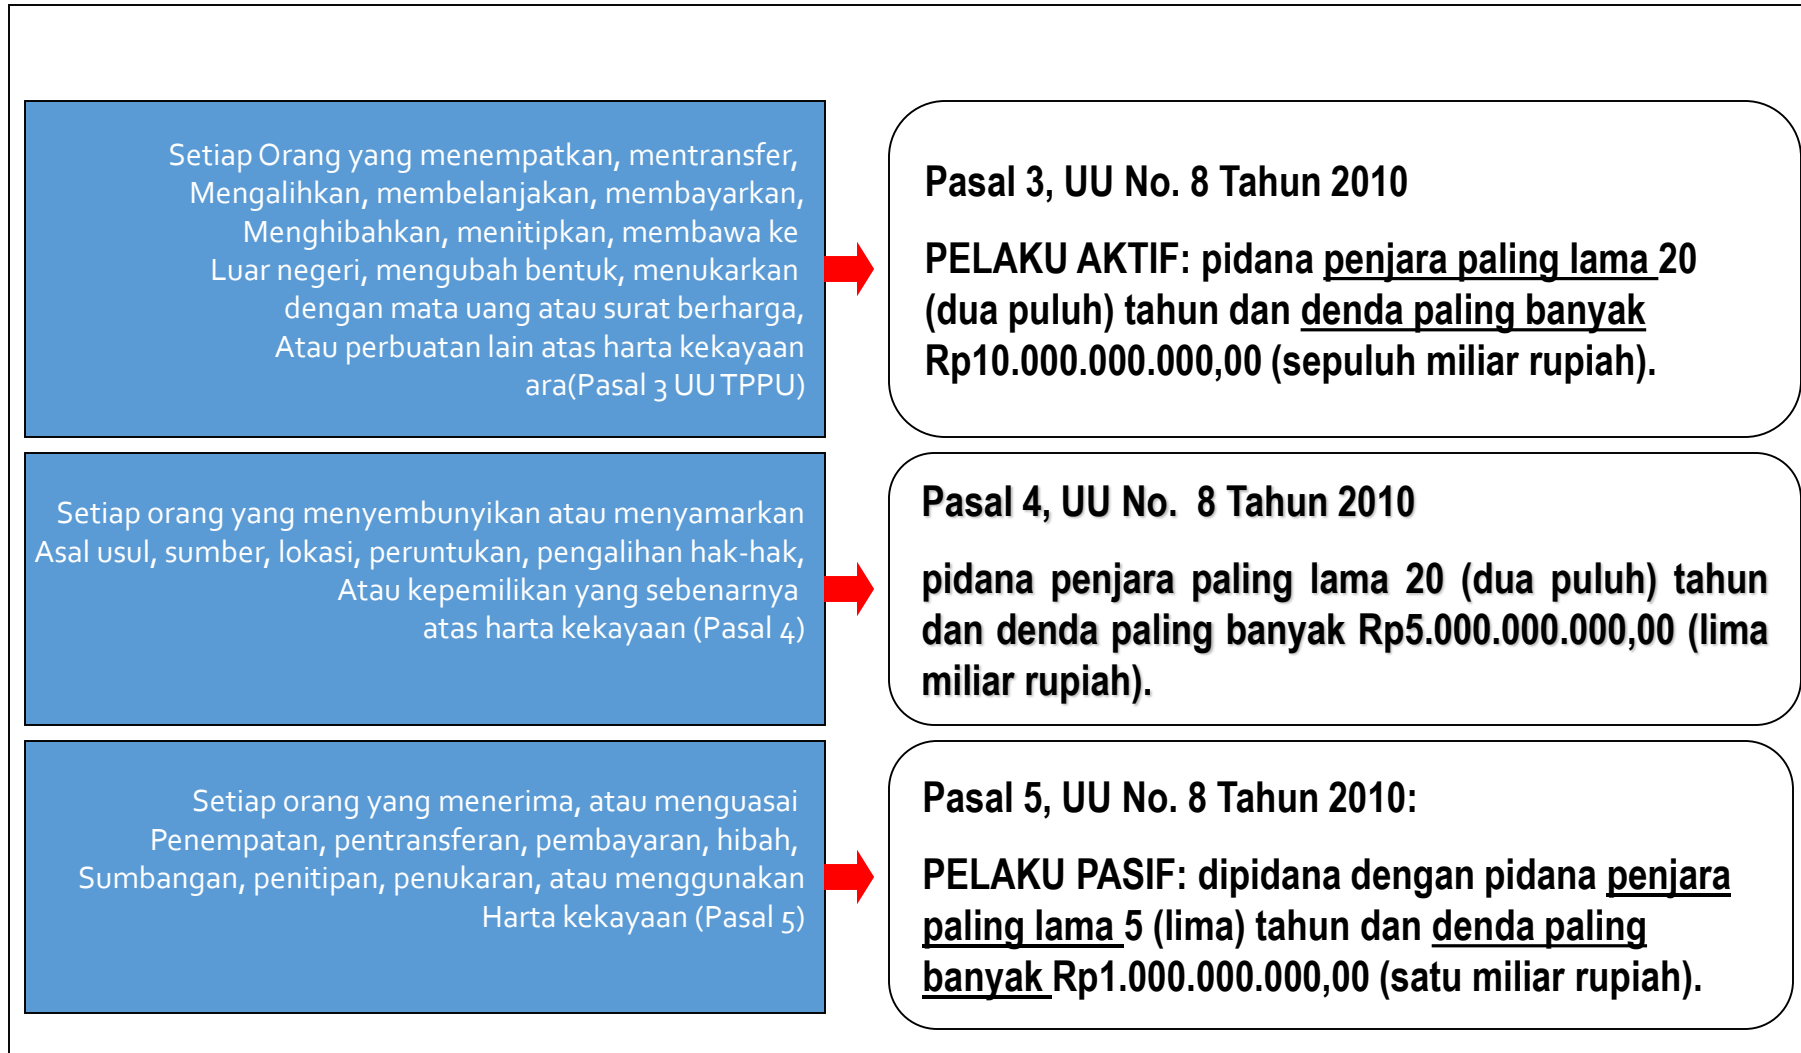 Setiap Orang yang menempatkan, mentransfer,
Mengalihkan, membelanjakan, membayarkan,
Menghibahkan, menitipkan, membawa ke
Luar negeri, mengubah bentuk, menukarkan
dengan mata uang atau surat berharga,
Atau perbuatan lain atas harta kekayaan
ara(Pasal 3 UU TPPU)
Pasal 3, UU No. 8 Tahun 2010
PELAKU AKTIF: pidana penjara paling lama 20
(dua puluh) tahun dan denda paling banyak
Rp10.000.000.000,00 (sepuluh miliar rupiah).
Setiap orang yang menyembunyikan atau menyamarkan
Asal usul, sumber, lokasi, peruntukan, pengalihan hak-hak,
Atau kepemilikan yang sebenarnya
atas harta kekayaan (Pasal 4)
Pasal 4, UU No. 8 Tahun 2010
pidana penjara paling lama 20 (dua puluh) tahun
dan denda paling banyak Rp5.000.000.000,00 (lima
miliar rupiah).
Setiap orang yang menerima, atau menguasai
Penempatan, pentransferan, pembayaran, hibah,
Sumbangan, penitipan, penukaran, atau menggunakan
Harta kekayaan (Pasal 5)
Pasal 5, UU No. 8 Tahun 2010:
PELAKU PASIF: dipidana dengan pidana penjara
paling lama 5 (lima) tahun dan denda paling
banyak Rp1.000.000.000,00 (satu miliar rupiah).